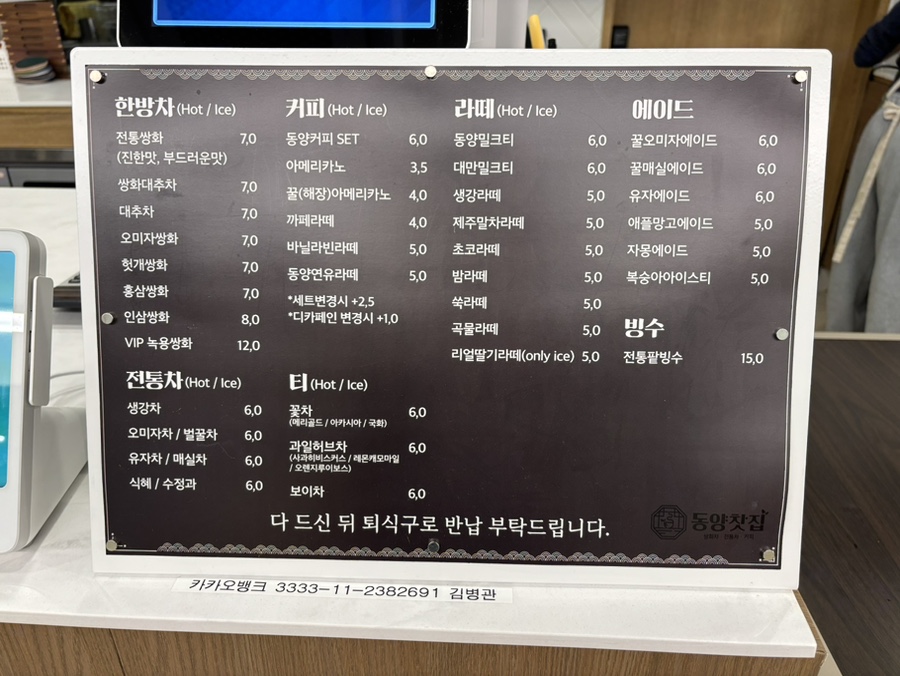 한방차 (Hot / Ice)
전통쌍화 7,0
(진한맛, 부드러운맛)
쌍화대추차 7,0
대추차 7,0
오미자쌍화 7,0
헛개쌍화 7,0
홍삼쌍화 7,0
인삼쌍화 8,0
VIP 녹용쌍화 12,0
전통차 (Hot / Ice)
생강차 6,0
오미자차 / 벌꿀차 6,0
유자차 / 매실차 6,0
식혜 / 수정과 6,0
커피 (Hot / Ice)
동양커피 SET 6,0
아메리카노 3,5
꿀(해장)아메리카노 4,0
까페라떼 4,0
바닐라빈라떼 5,0
동양연유라떼 5,0
*세트변경시 +2,5
*디카페인 변경시 +1,0
티 (Hot / Ice)
꽃차 6,0
(메리골드 / 아카시아 / 국화)
과일허브차 6,0
(사과히비스커스 / 레몬캐모마일
/ 오렌지루이보스)
보이차 6,0
라떼 (Hot / Ice)
동양밀크티 6,0
대만밀크티 6,0
생강라떼 5,0
제주말차라떼 5,0
초코라떼 5,0
밤라떼 5,0
쑥라떼 5,0
곡물라떼 5,0
리얼딸기라떼(only ice) 5,0
에이드
꿀오미자에이드 6,0
꿀매실에이드 6,0
유자에이드 6,0
애플망고에이드 5,0
자몽에이드 5,0
복숭아아이스티 5,0
빙수
전통팥빙수 15,0
다 드신 뒤 퇴식구로 반납 부탁드립니다.
동양찻집
카카오뱅크 3333-11-2382691 김병관